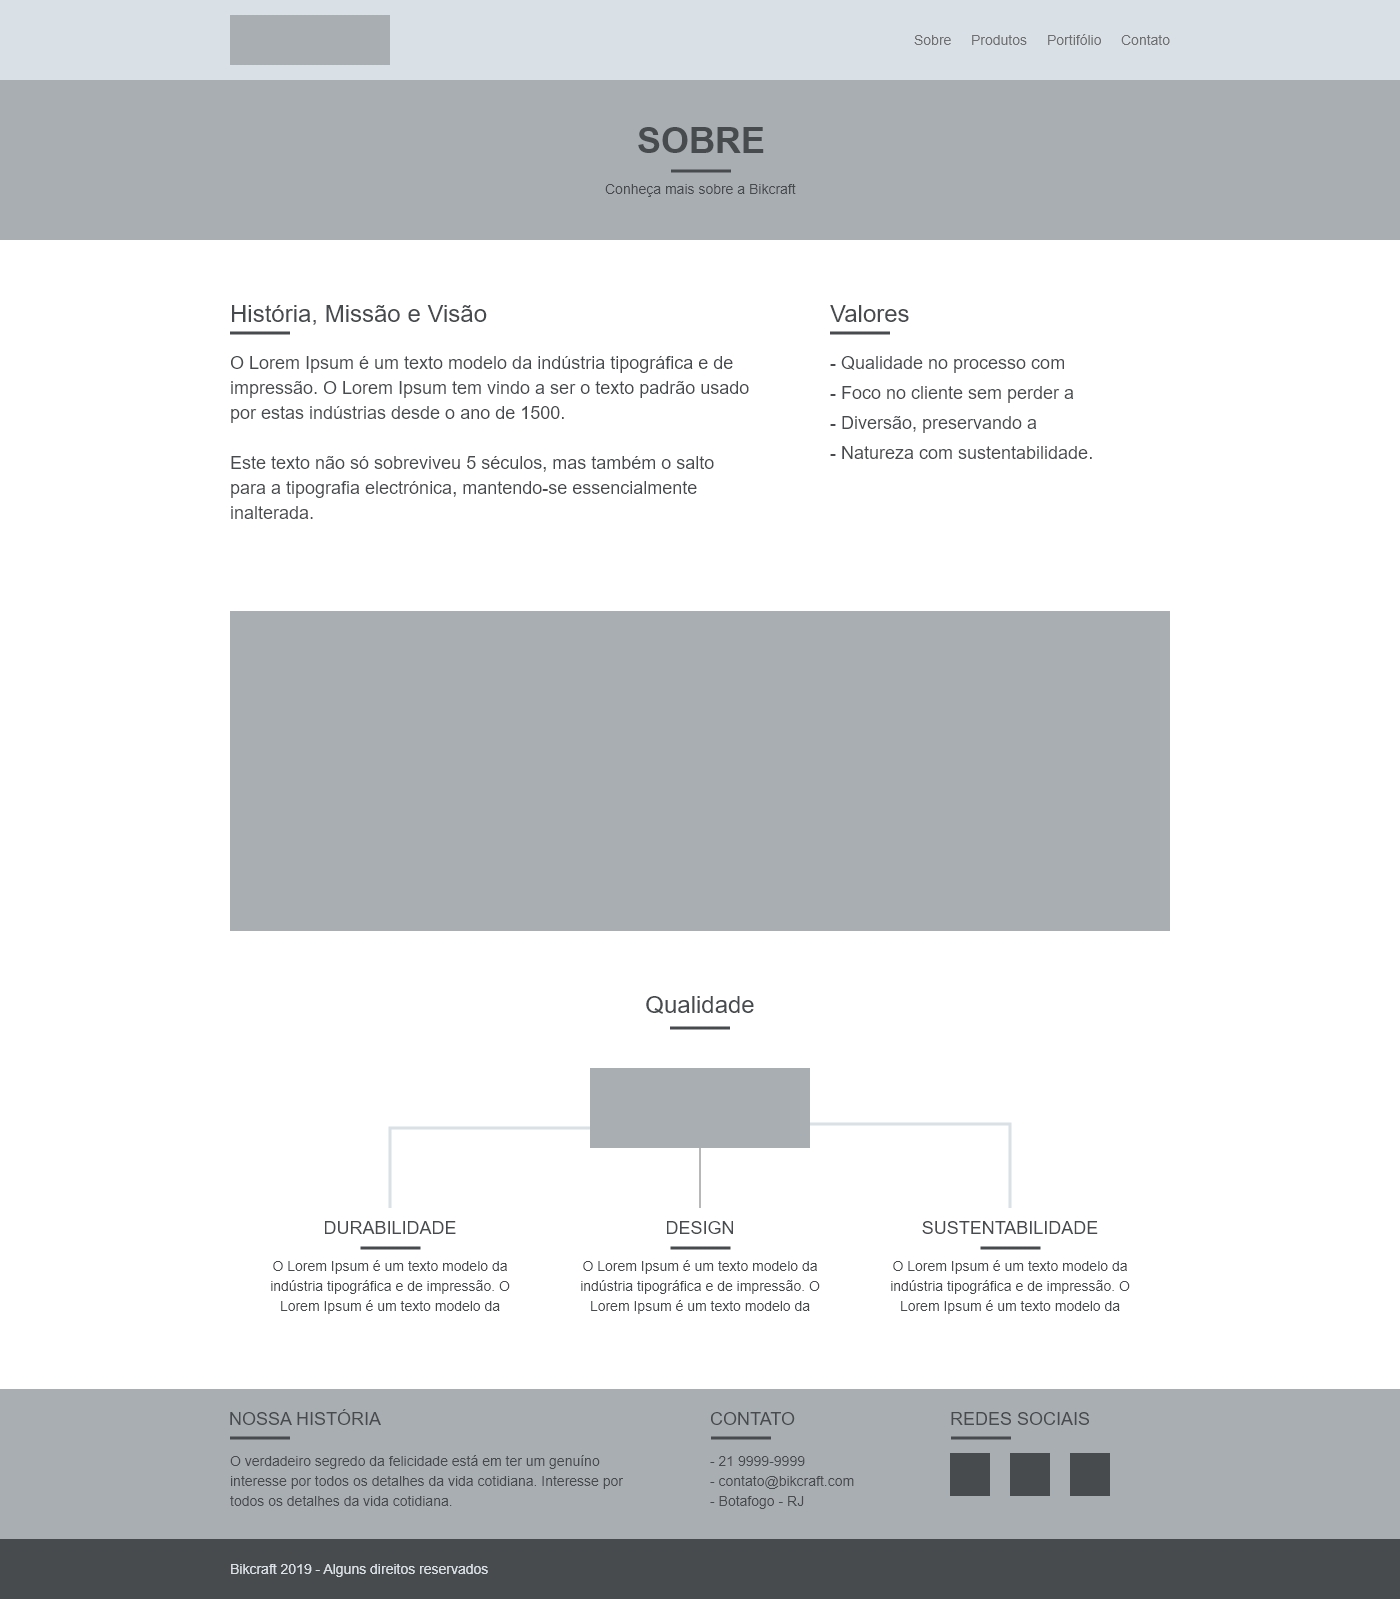 Sobre Produtos Portifólio Contato
SOBRE
Conheça mais sobre a Bikcraft
História, Missão e Visão
O Lorem Ipsum é um texto modelo da indústria tipográfica e de
impressão. O Lorem Ipsum tem vindo a ser o texto padrão usado
por estas indústrias desde o ano de 1500.
Este texto não só sobreviveu 5 séculos, mas também o salto
para a tipografia electrónica, mantendo-se essencialmente
inalterada.
Valores
- Qualidade no processo com
- Foco no cliente sem perder a
- Diversão, preservando a
- Natureza com sustentabilidade.
Qualidade
DURABILIDADE
O Lorem Ipsum é um texto modelo da
indústria tipográfica e de impressão. O
Lorem Ipsum é um texto modelo da
DESIGN
O Lorem Ipsum é um texto modelo da
indústria tipográfica e de impressão. O
Lorem Ipsum é um texto modelo da
SUSTENTABILIDADE
O Lorem Ipsum é um texto modelo da
indústria tipográfica e de impressão. O
Lorem Ipsum é um texto modelo da
NOSSA HISTÓRIA
O verdadeiro segredo da felicidade está em ter um genuíno
interesse por todos os detalhes da vida cotidiana. Interesse por
todos os detalhes da vida cotidiana.
CONTATO
- 21 9999-9999
- contato@bikcraft.com
- Botafogo - RJ
REDES SOCIAIS
Bikcraft 2019 - Alguns direitos reservados